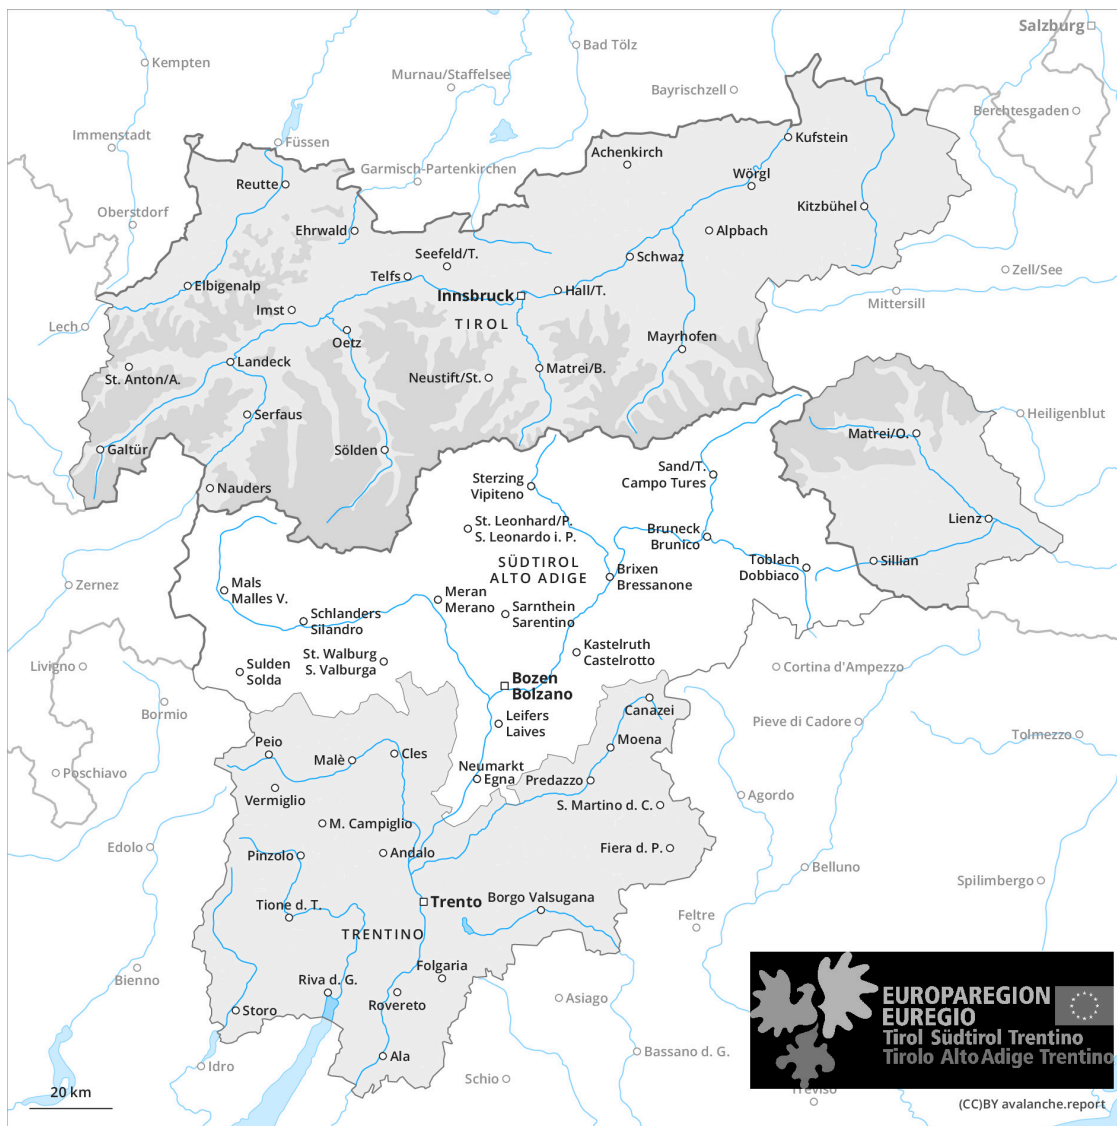 Salzburg
Bad Tölz
Kempten
Murnau/Staffelsee
Bayrischzell
Berchtesgaden
Immenstadt
Füssen
Kufstein
Achenkirch
Garmisch-Partenkirchen
Wörgl
Reutte
Oberstdorf
Kitzbühel
Ehrwald
Alpbach
Seefeld/T.
Schwaz
Telfs
Zell/See
Elbigenalp
Hall/T.
Innsbruck
Mittersill
Imst
TIROL
Lech
Oetz
Mayrhofen
Landeck
Matrei/B.
St. Anton/A.
Neustift/St.
Serfaus
Heiligenblut
Matrei/O.
Galtür
Sölden
Sand/T.
Campo Tures
Sterzing
Vipiteno
Nauders
Lienz
St. Leonhard/P.
S. Leonardo i. P.
Bruneck
Brunico
SÜDTIROL
ALTO ADIGE
Toblach
Dobbiaco
Sillian
Brixen
Bressanone
Zernez
Mals
Malles V.
Meran
Merano
Sarnthein
Sarentino
Schlanders
Silandro
Kastelruth
Castelrotto
St. Walburg
S. Valburga
Livigno
Sulden
Solda
Cortina d'Ampezzo
Bozen
Bolzano
Bormio
Canazei
Leifers
Laives
Pieve di Cadore
Tolmezzo
Peio
Moena
Cles
Malè
Neumarkt
Egna
Poschiavo
Predazzo
Vermiglio
Agordo
S. Martino d. C.
M. Campiglio
Edolo
Pinzolo
Andalo
Fiera d. P.
Belluno
Spilimbergo
Borgo Valsugana
Trento
Tione d. T.
Feltre
TRENTINO
Folgaria
Bienno
Riva d. G.
Rovereto
Asiago
Storo
EUROPAREGION
EUREGIO
Tirol Südtirol Trentino
Tirolo Alto Adige Trentino
Ala
Bassano d. G.
Idro
Schio
Treviso
20 km
(CC)BY avalanche.report